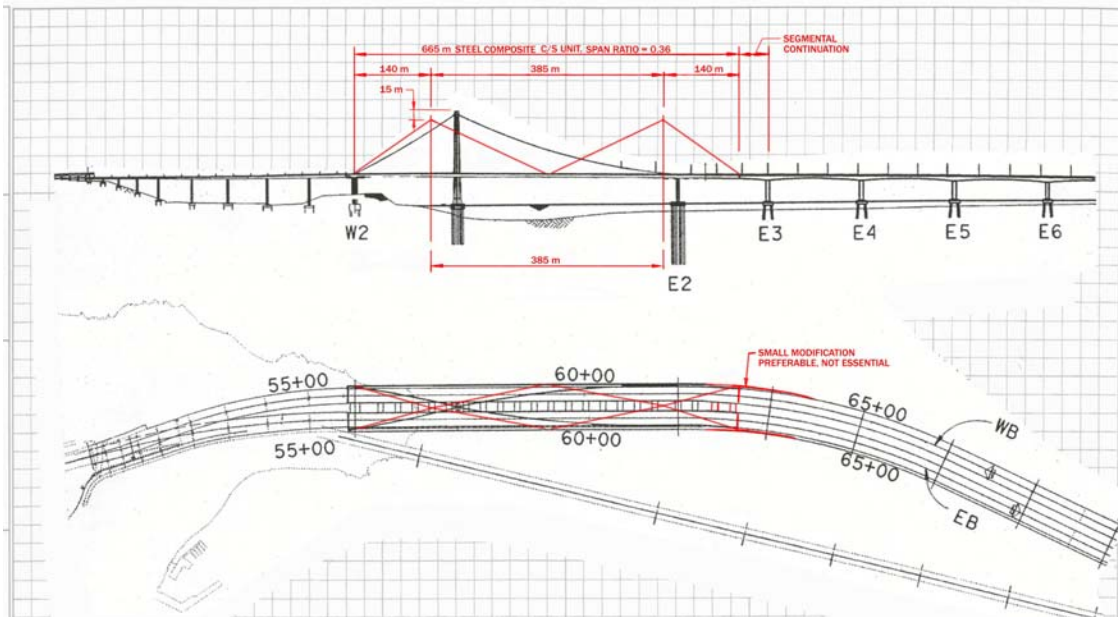 SEGMENTAL
CONTINUATION
665 m STEEL COMPOSITE C/S UNIT, SPAN RATIO = 0.36
140 m
385 m
140 m
15 m
W2
E2
E3
E4
E5
E6
385 m
SMALL MODIFICATION
PREFERABLE, NOT ESSENTIAL
55+00
60+00
65+00
WB
55+00
60+00
65+00
EB